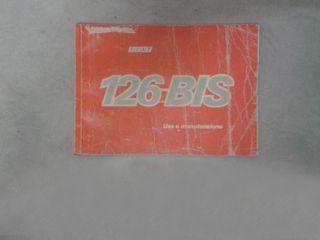 FIAT
126 BIS
Uso e manutenzione